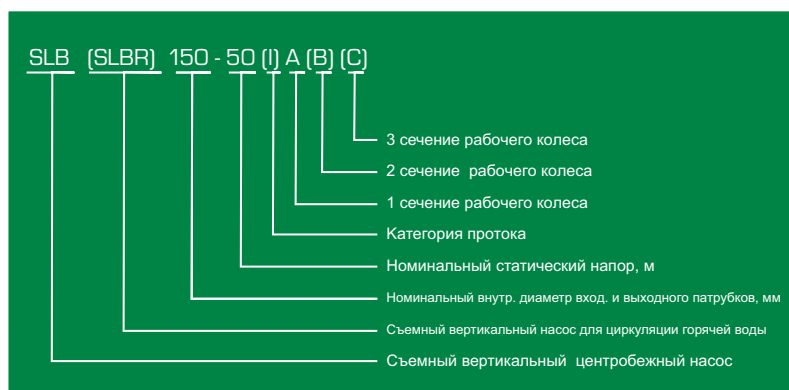 SLB (SLBR) 150 - 50 (I) A (B) (C)
3 сечение рабочего колеса
2 сечение рабочего колеса
1 сечение рабочего колеса
Категория протока
Номинальный статический напор, м
Номинальный внутр. диаметр вход. и выходного патрубков, мм
Съемный вертикальный насос для циркуляции горячей воды
Съемный вертикальный центробежный насос